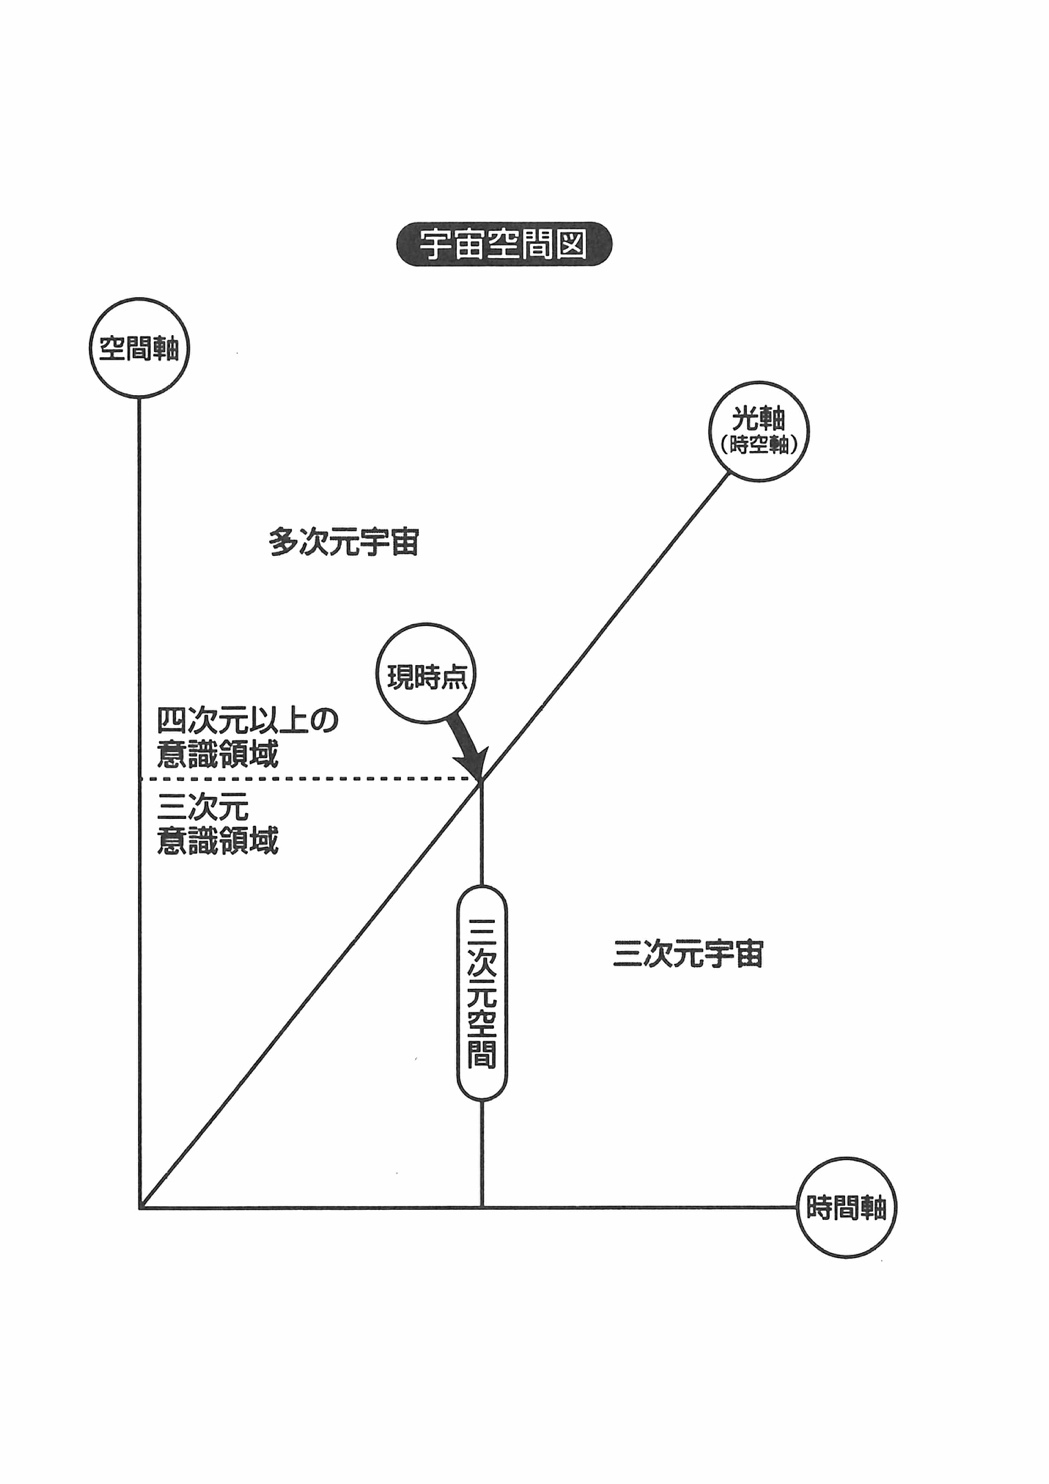 宇宙空間図
空間軸
光軸
(時空軸)
多次元宇宙
現時点
四次元以上の
意識領域
三次元
意識領域
三次元空間
三次元宇宙
時間軸